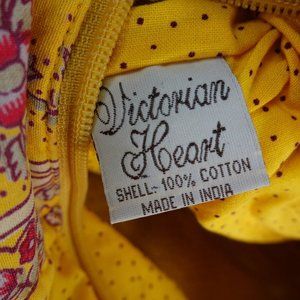 Victorian
Heart
SHELL: 100% COTTON
MADE IN INDIA